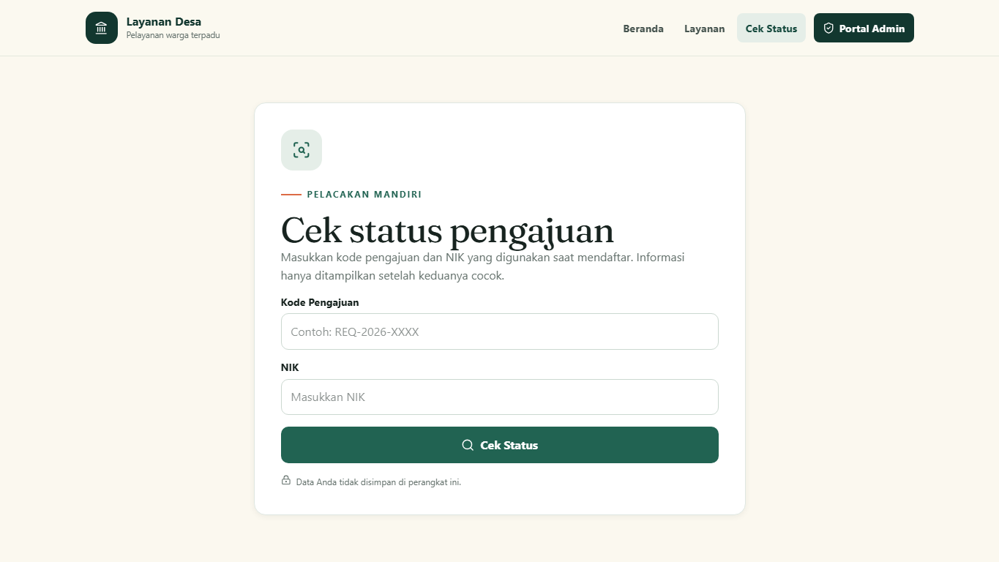 Layanan Desa
Pelayanan warga terpadu
Beranda
Layanan
Cek Status
Portal Admin
PELACAKAN MANDIRI
Cek status pengajuan
Masukkan kode pengajuan dan NIK yang digunakan saat mendaftar. Informasi
hanya ditampilkan setelah keduanya cocok.
Kode Pengajuan
Contoh: REQ-2026-XXXX
NIK
Masukkan NIK
Cek Status
Data Anda tidak disimpan di perangkat ini.